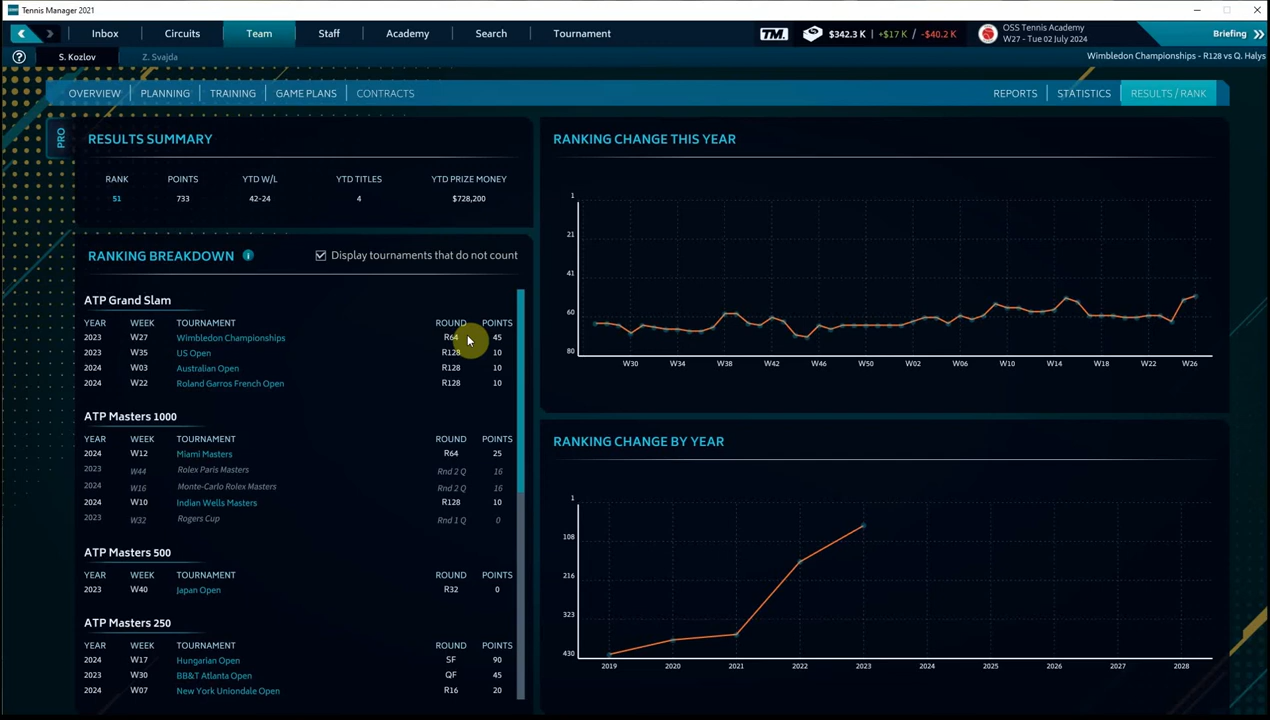 Tennis Manager 2021
Inbox Circuits Team Staff Academy Search Tournament
TM. $342.3 K | +$17 K / -$40.2 K
OSS Tennis Academy
W27 - Tue 02 July 2024
Briefing
S. Kozlov Z. Svajda
Wimbledon Championships - R128 vs Q. Halys
OVERVIEW PLANNING TRAINING GAME PLANS CONTRACTS REPORTS STATISTICS RESULTS / RANK
PRO
RESULTS SUMMARY
RANK POINTS YTD W/L YTD TITLES YTD PRIZE MONEY
51 733 42-24 4 $728,200
RANKING BREAKDOWN i Display tournaments that do not count
ATP Grand Slam
YEAR WEEK TOURNAMENT ROUND POINTS
2023 W27 Wimbledon Championships R64 45
2023 W35 US Open R128 10
2024 W03 Australian Open R128 10
2024 W22 Roland Garros French Open R128 10
ATP Masters 1000
YEAR WEEK TOURNAMENT ROUND POINTS
2024 W12 Miami Masters R64 25
2023 W44 Rolex Paris Masters Rnd 2 Q 16
2024 W16 Monte-Carlo Rolex Masters Rnd 2 Q 16
2024 W10 Indian Wells Masters R128 10
2023 W32 Rogers Cup Rnd 1 Q 0
ATP Masters 500
YEAR WEEK TOURNAMENT ROUND POINTS
2023 W40 Japan Open R32 0
ATP Masters 250
YEAR WEEK TOURNAMENT ROUND POINTS
2024 W17 Hungarian Open SF 90
2023 W30 BB&T Atlanta Open QF 45
2024 W07 New York Uniondale Open R16 20
RANKING CHANGE THIS YEAR
1
21
41
60
80
W30 W34 W38 W42 W46 W50 W02 W06 W10 W14 W18 W22 W26
RANKING CHANGE BY YEAR
1
108
216
323
430
2019 2020 2021 2022 2023 2024 2025 2026 2027 2028